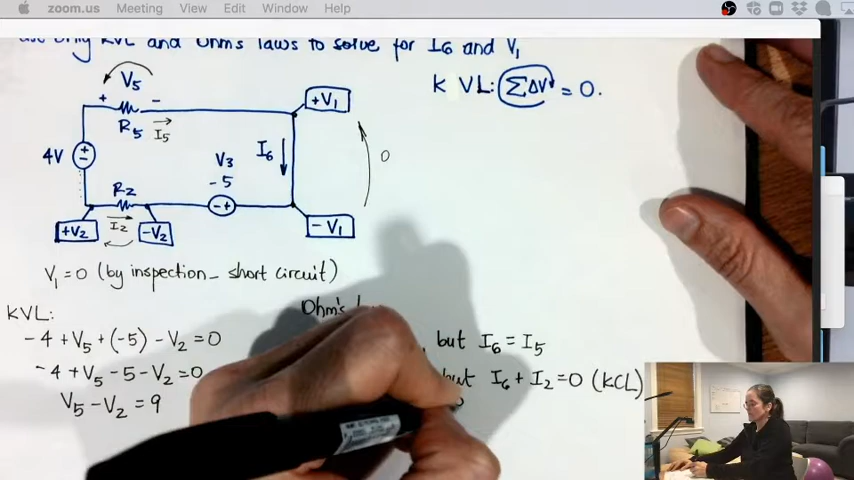 zoom.us Meeting View Edit Window Help
use only KVL and Ohm's laws to solve for I6 and V1
K VL: ΣΔV = 0.
V5
+ -
R5 I5
+V1
4V
+
-
I6
0
V3
-5
R2
- +
+V2
I2
-V2
-V1
V1 = 0 (by inspection - short circuit)
KVL:
-4 + V5 + (-5) - V2 = 0
-4 + V5 - 5 - V2 = 0
V5 - V2 = 9
Ohm's
, but I6 = I5
but I6 + I2 = 0 (KCL)